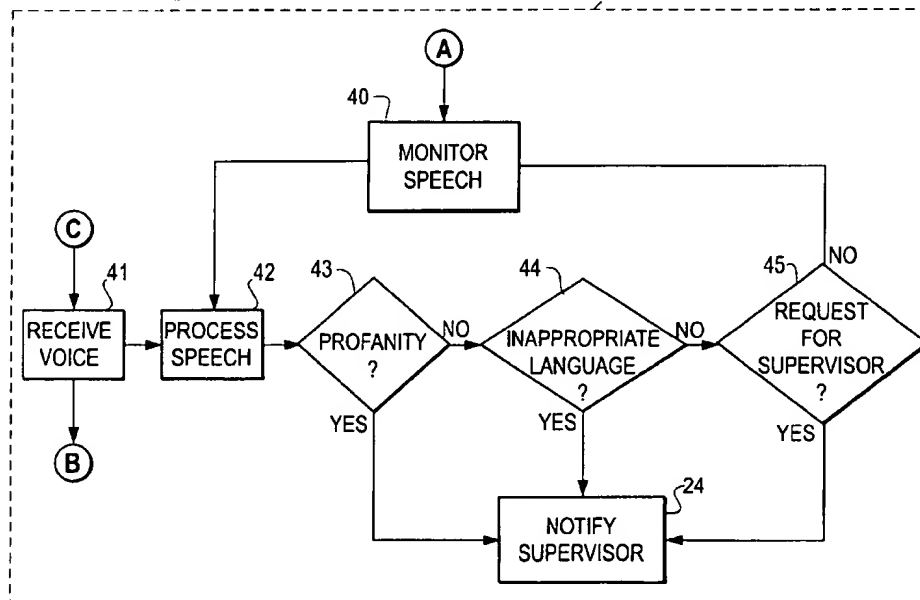 A
40
MONITOR
SPEECH
C
41
RECEIVE
VOICE
B
42
PROCESS
SPEECH
43
PROFANITY
?
NO
YES
44
INAPPROPRIATE
LANGUAGE
?
NO
YES
45
NO
REQUEST
FOR
SUPERVISOR
?
YES
24
NOTIFY
SUPERVISOR